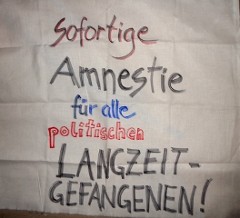 Sofortige
Amnestie
für alle
politischen
LANGZEIT-
GEFANGENEN!